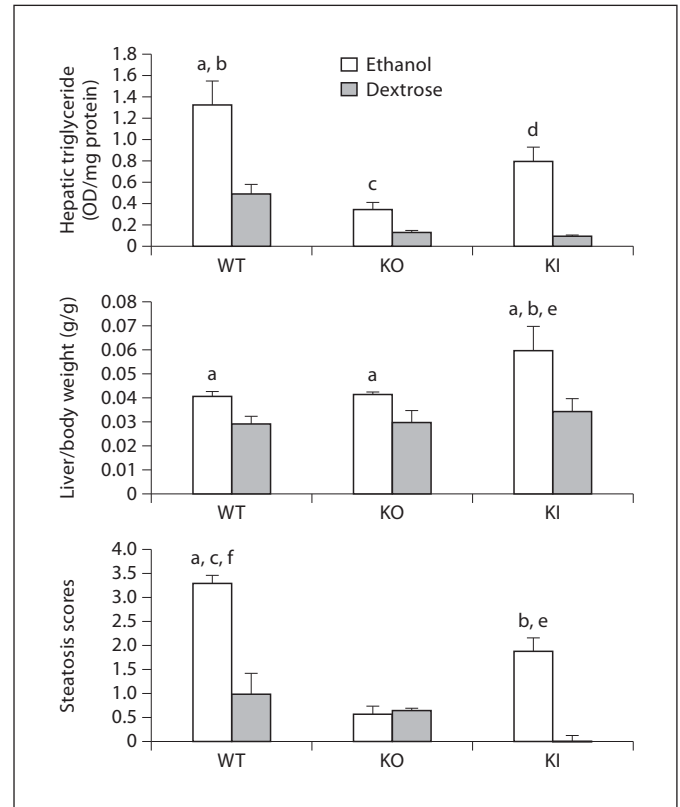 Hepatic triglyceride
(OD/mg protein)
1.8
1.6
1.4
1.2
1.0
0.8
0.6
0.4
0.2
0
a, b
c
d
Ethanol
Dextrose
WT
KO
KI
Liver/body weight (g/g)
0.08
0.07
0.06
0.05
0.04
0.03
0.02
0.01
0
a
a
a, b, e
WT
KO
KI
Steatosis scores
4.0
3.5
3.0
2.5
2.0
1.5
1.0
0.5
0
a, c, f
b, e
WT
KO
KI